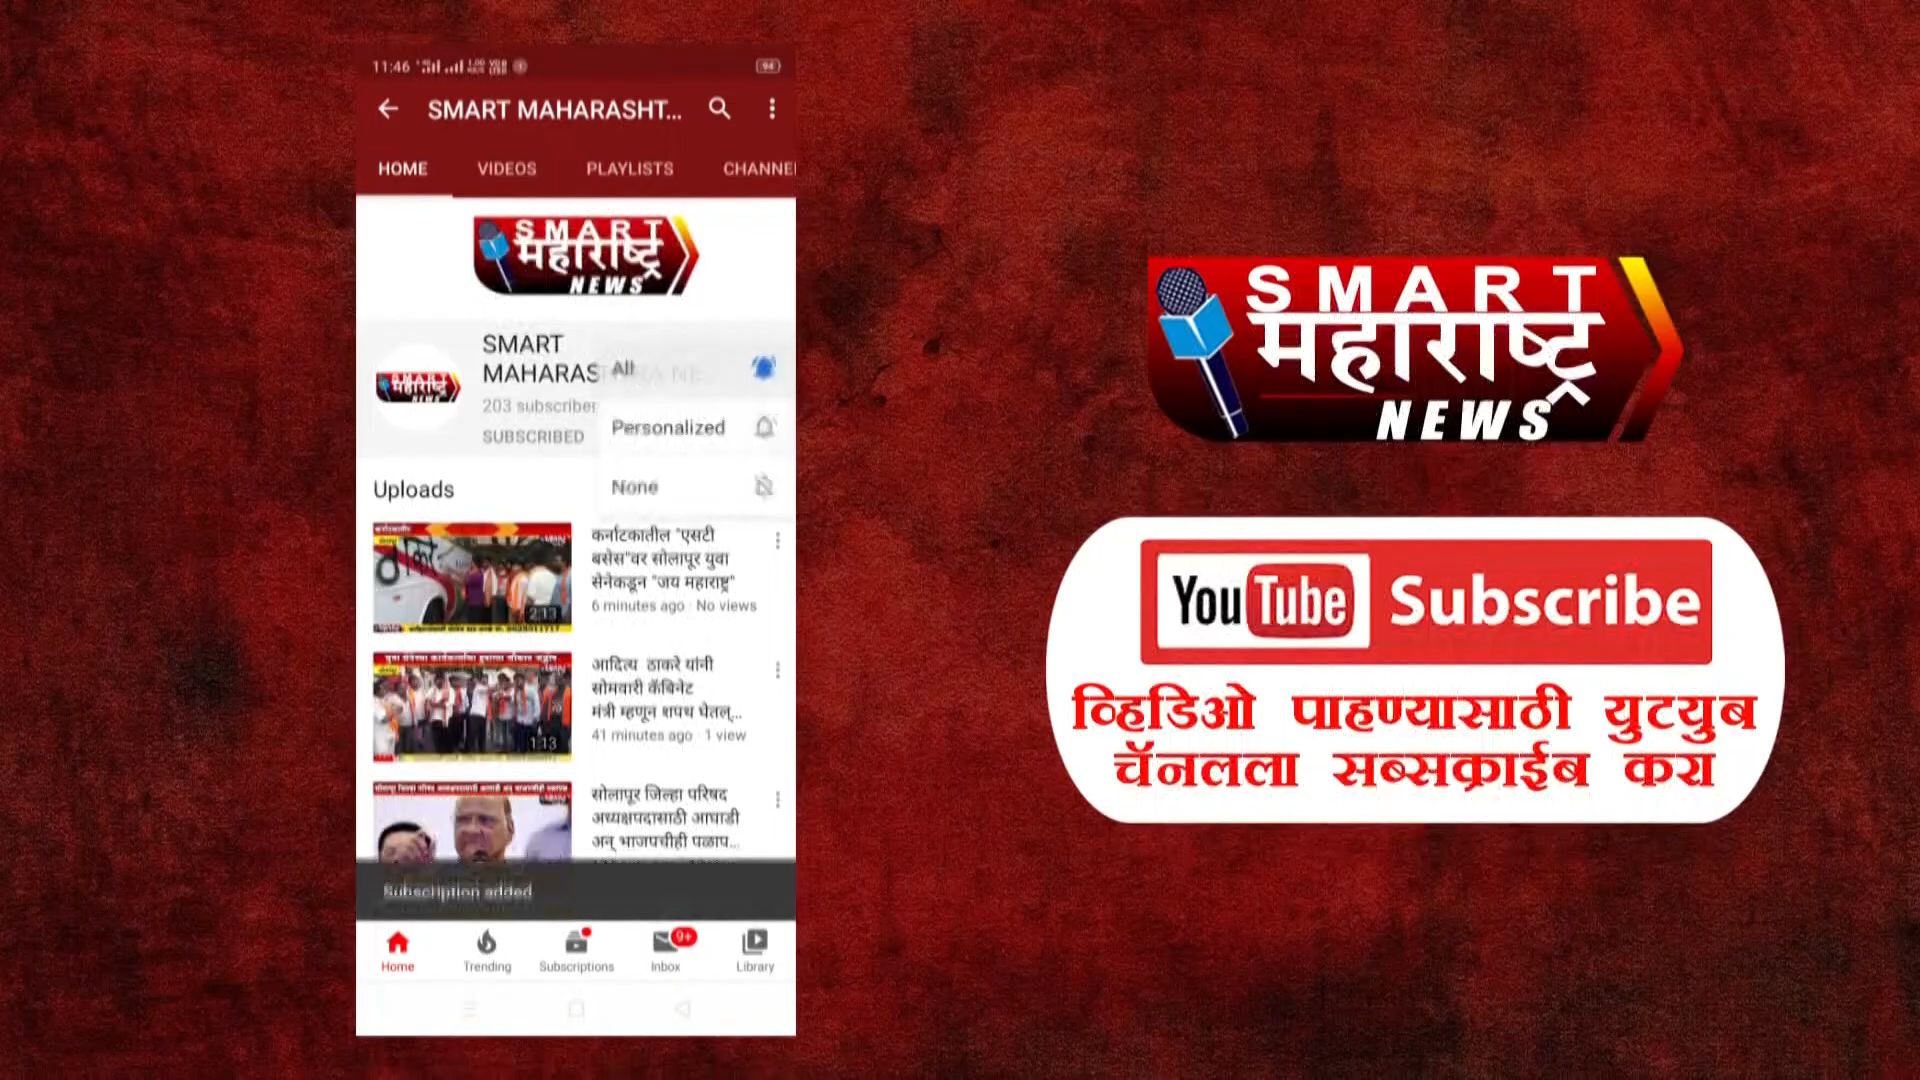 11:46
94
SMART MAHARASHT...
HOME VIDEOS PLAYLISTS CHANNE
SMART
महाराष्ट्र
NEWS
SMART
MAHARAS
203 subscriber
SUBSCRIBED
All
Personalized
None
Uploads
2:13
कर्नाटकातील "एसटी
बसेस"वर सोलापूर युवा
सेनेकडून "जय महाराष्ट्र"
6 minutes ago · No views
1:13
आदित्य ठाकरे यांनी
सोमवारी कॅबिनेट
मंत्री म्हणून शपथ घेतल्...
41 minutes ago · 1 view
सोलापूर जिल्हा परिषद
अध्यक्षपदासाठी आघाडी
अन् भाजपचीही पळाप...
Subscription added
9+
Home Trending Subscriptions Inbox Library
SMART
महाराष्ट्र
NEWS
YouTube Subscribe
व्हिडिओ पाहण्यासाठी युटयुब
चॅनलला सब्सक्राईब करा